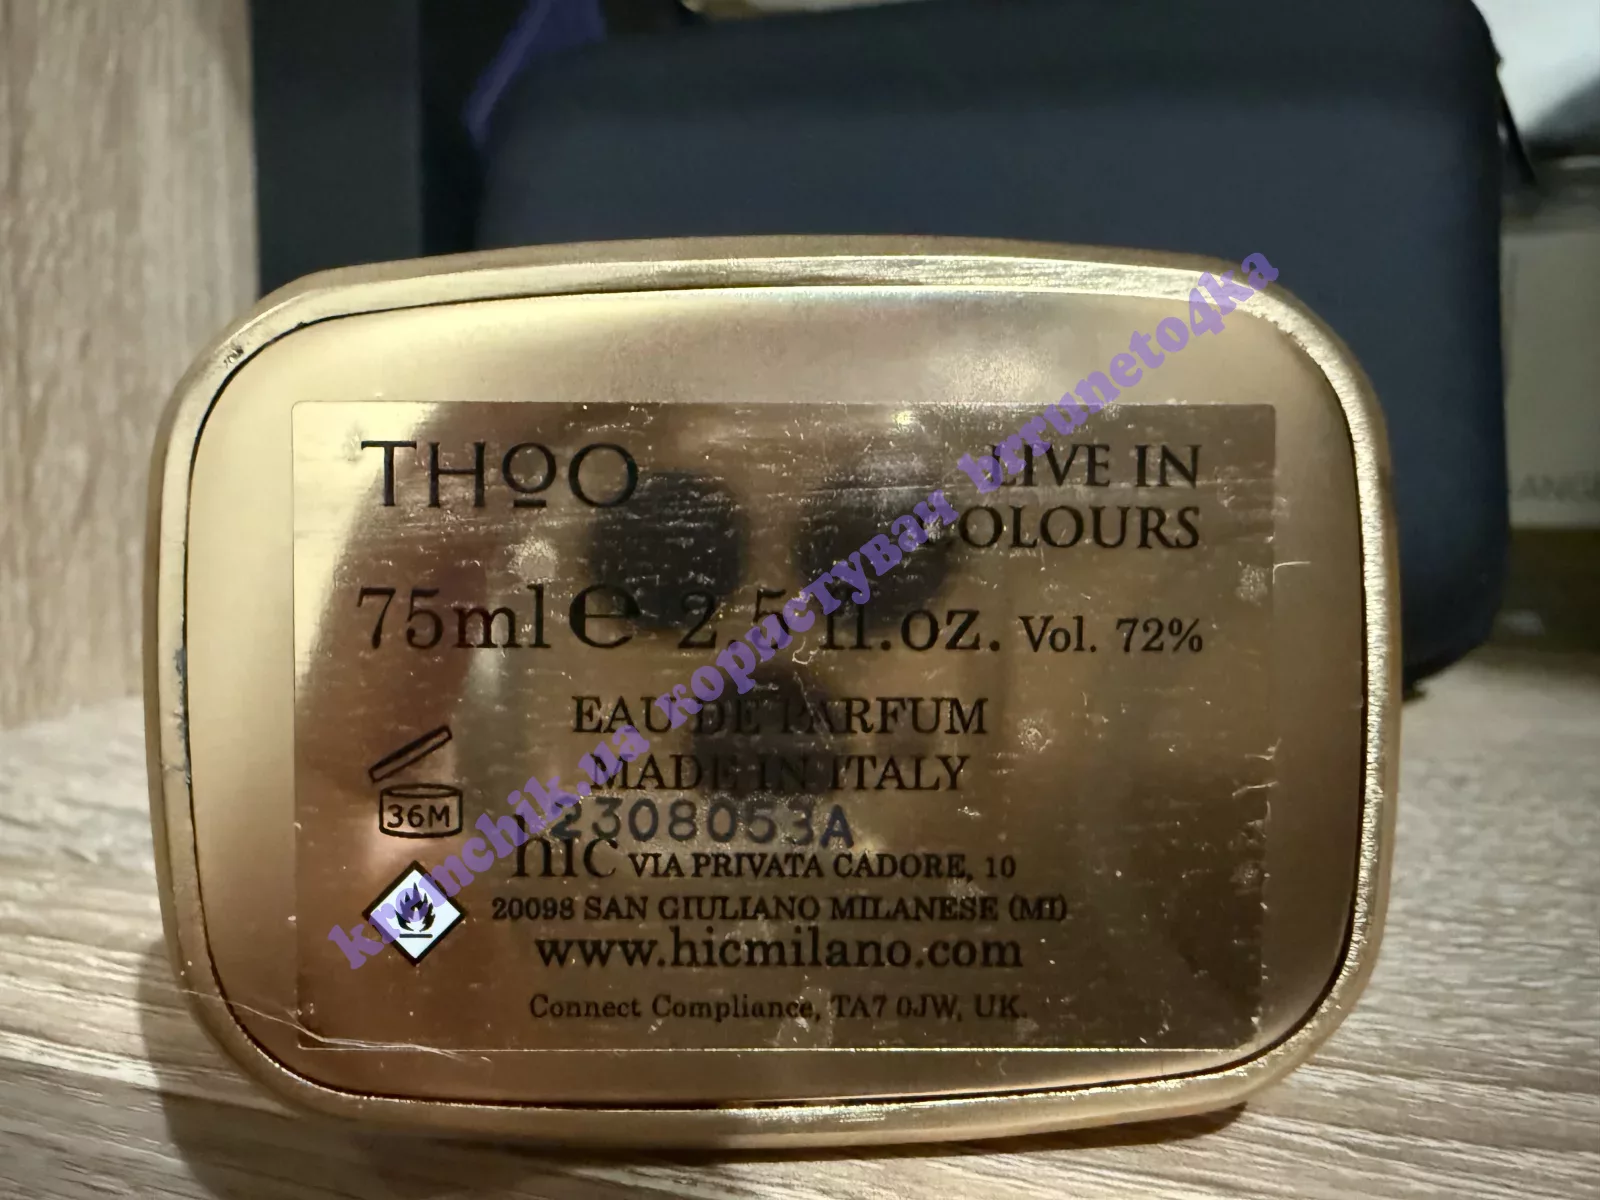 THoO
LIVE IN
COLOURS
75ml e 2.5 fl.oz. Vol. 72%
EAU DE PARFUM
MADE IN ITALY
36M
2308053A
hic VIA PRIVATA CADORE, 10
20098 SAN GIULIANO MILANESE (MI)
www.hicmilano.com
Connect Compliance, TA7 0JW, UK.
kremchik.ua користувач brruneto4ka